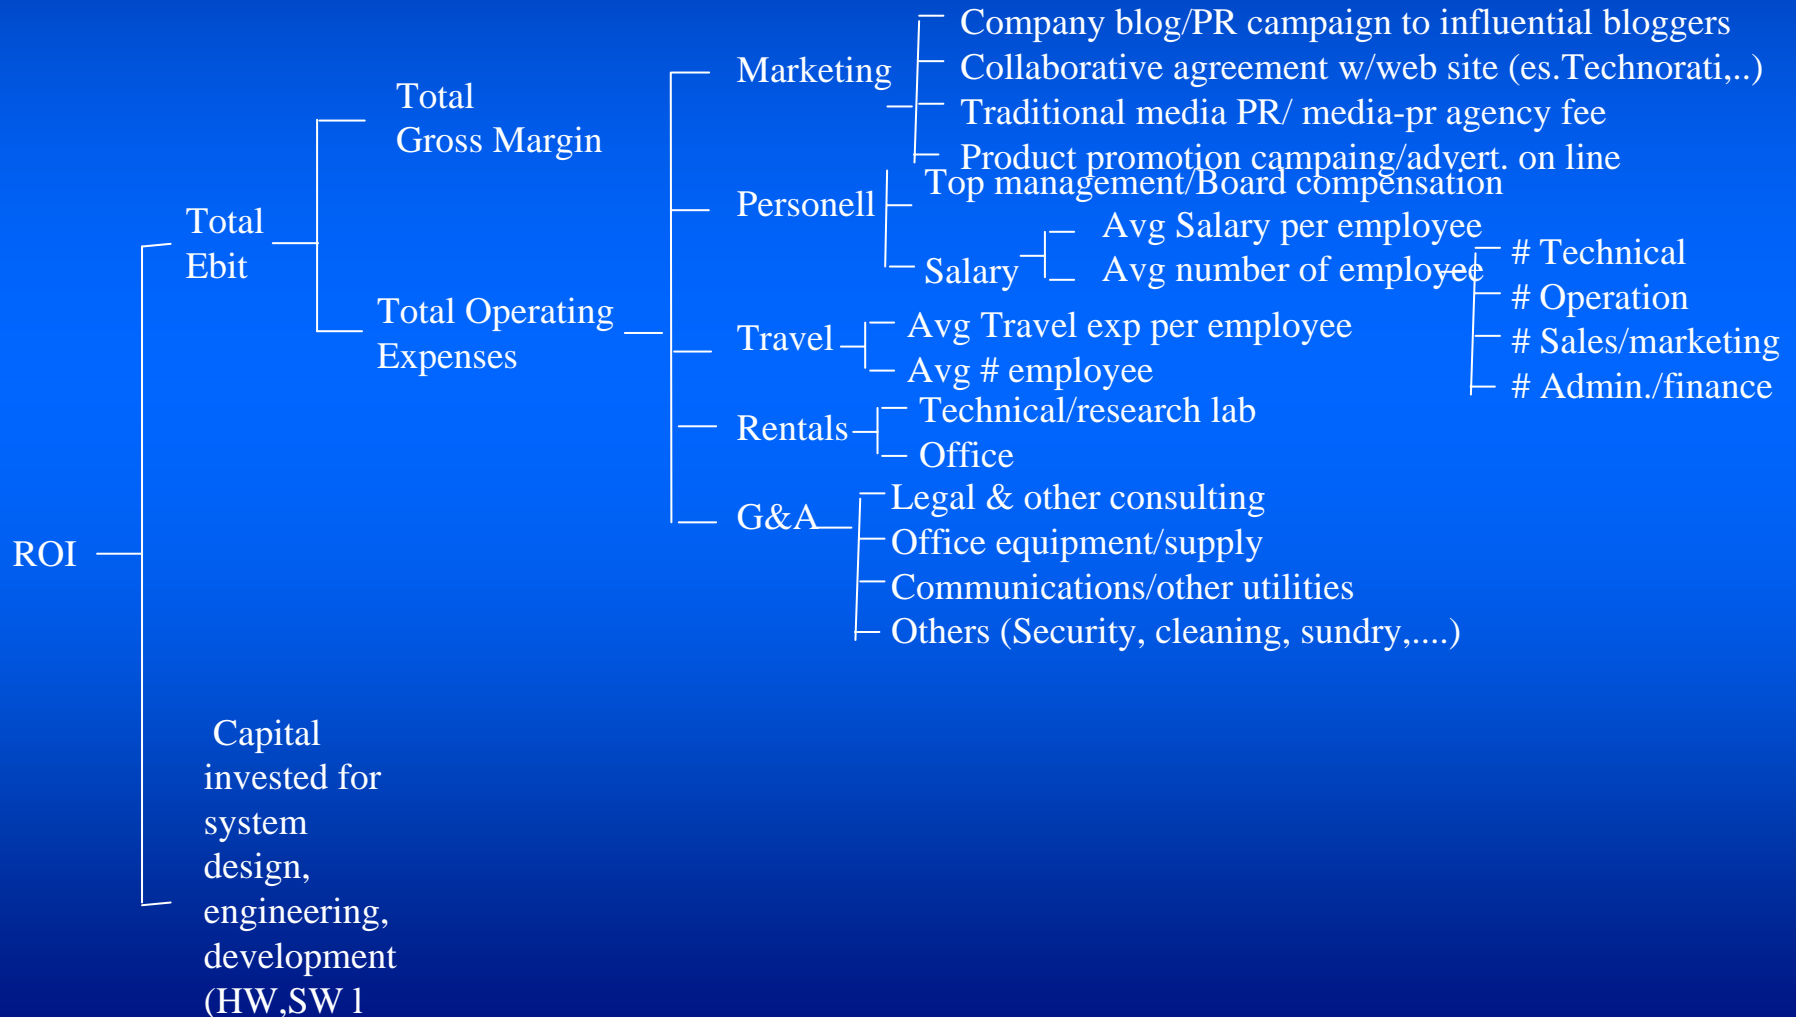 ROI
Total
Ebit
Capital
invested for
system
design,
engineering,
development
(HW,SW l
Total
Gross Margin
Total Operating
Expenses
Marketing
Company blog/PR campaign to influential bloggers
Collaborative agreement w/web site (es.Technorati,..)
Traditional media PR/ media-pr agency fee
Product promotion campaing/advert. on line
Personell
Top management/Board compensation
Salary
Avg Salary per employee
Avg number of employee
# Technical
# Operation
# Sales/marketing
# Admin./finance
Travel
Avg Travel exp per employee
Avg # employee
Rentals
Technical/research lab
Office
G&A
Legal & other consulting
Office equipment/supply
Communications/other utilities
Others (Security, cleaning, sundry,....)